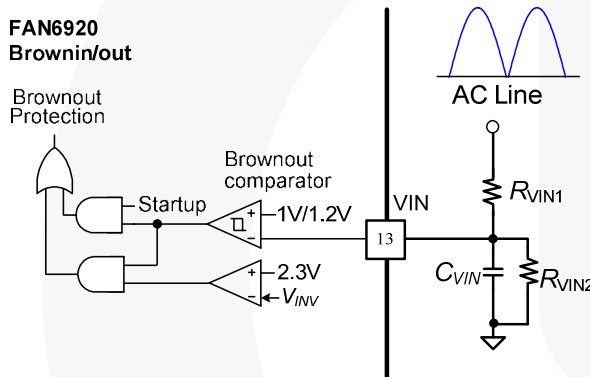 FAN6920
Brownin/out
AC Line
Brownout
Protection
Brownout
comparator
RVIN1
Startup
1V/1.2V
VIN
+
-
13
CVIN
RVIN2
2.3V
VINV
+
-